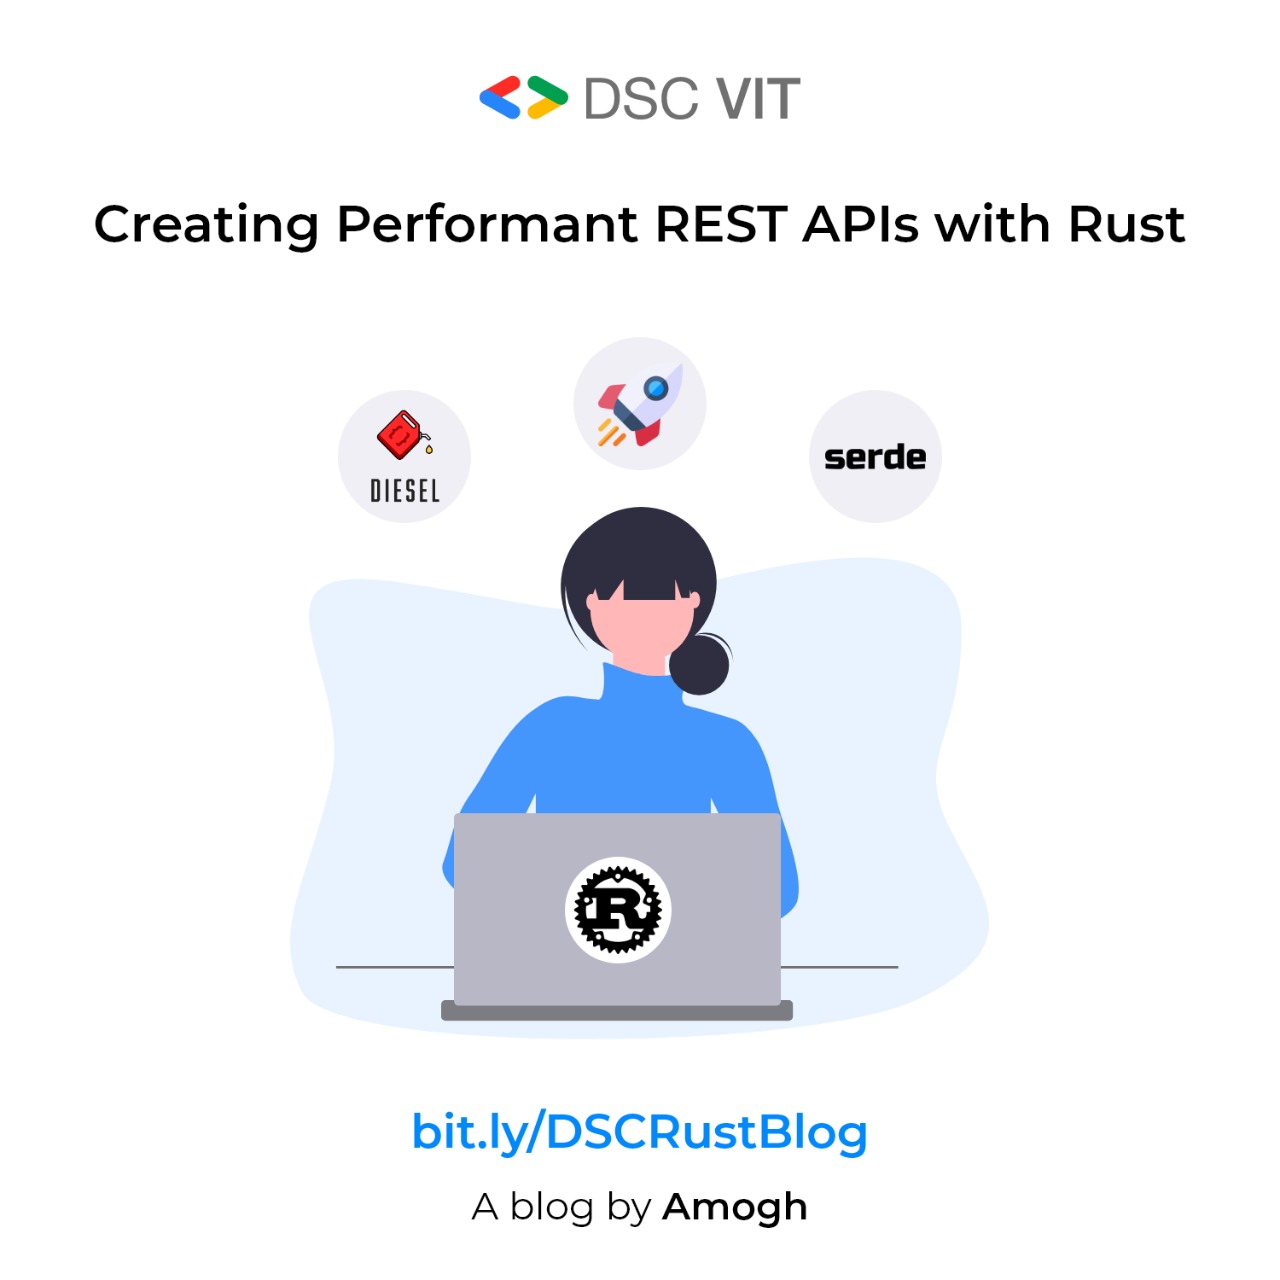 DSC VIT
Creating Performant REST APIs with Rust
DIESEL
serde
R
bit.ly/DSCRustBlog
A blog by Amogh